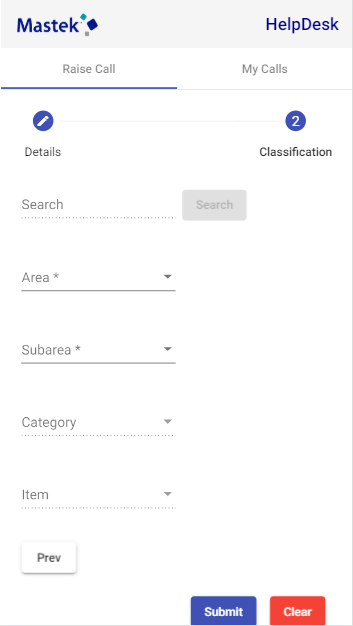 Mastek HelpDesk
Raise Call My Calls
2
Details Classification
Search Search
Area *
Subarea *
Category
Item
Prev
Submit Clear